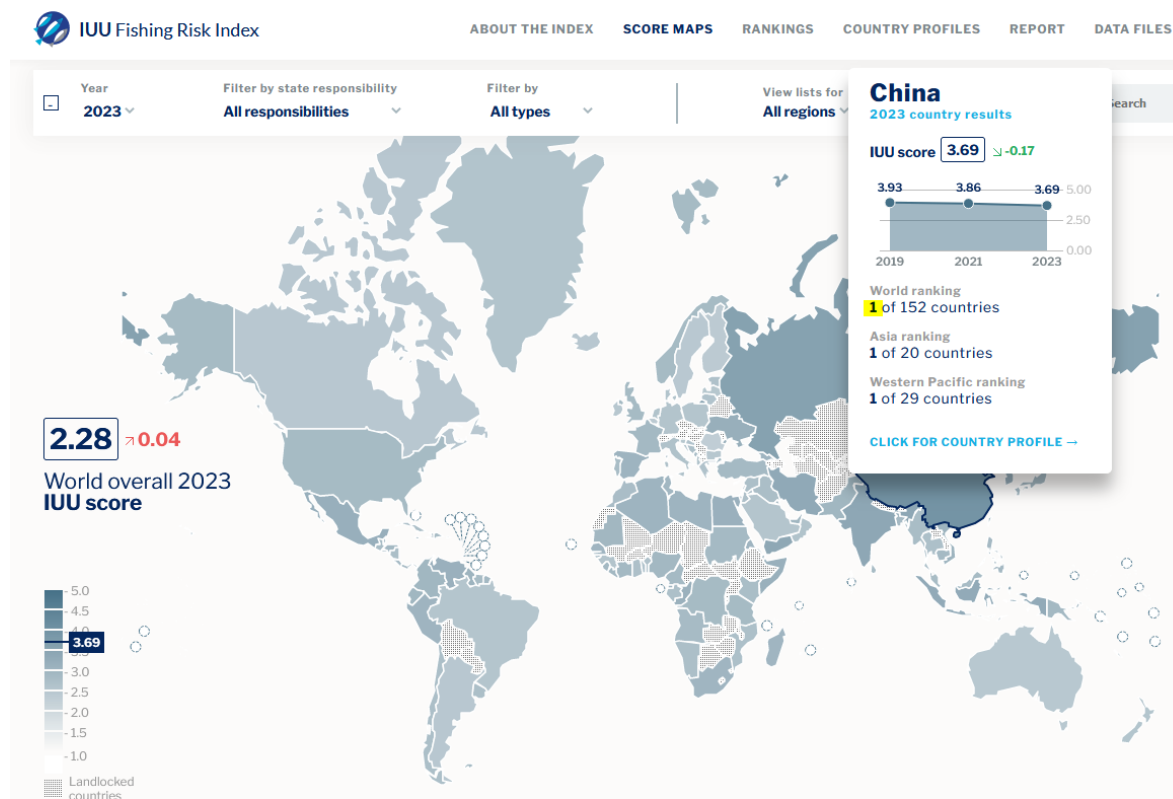 IUU Fishing Risk Index
ABOUT THE INDEX SCORE MAPS RANKINGS COUNTRY PROFILES REPORT DATA FILES
Year
2023
Filter by state responsibility
All responsibilities
Filter by
All types
View lists for
All regions
Search
China
2023 country results
IUU score 3.69 -0.17
3.93 3.86 3.69 5.00
2.50
0.00
2019 2021 2023
World ranking
1 of 152 countries
Asia ranking
1 of 20 countries
Western Pacific ranking
1 of 29 countries
CLICK FOR COUNTRY PROFILE →
2.28 0.04
World overall 2023
IUU score
5.0
4.5
3.69
3.0
2.5
2.0
1.5
1.0
Landlocked
countries